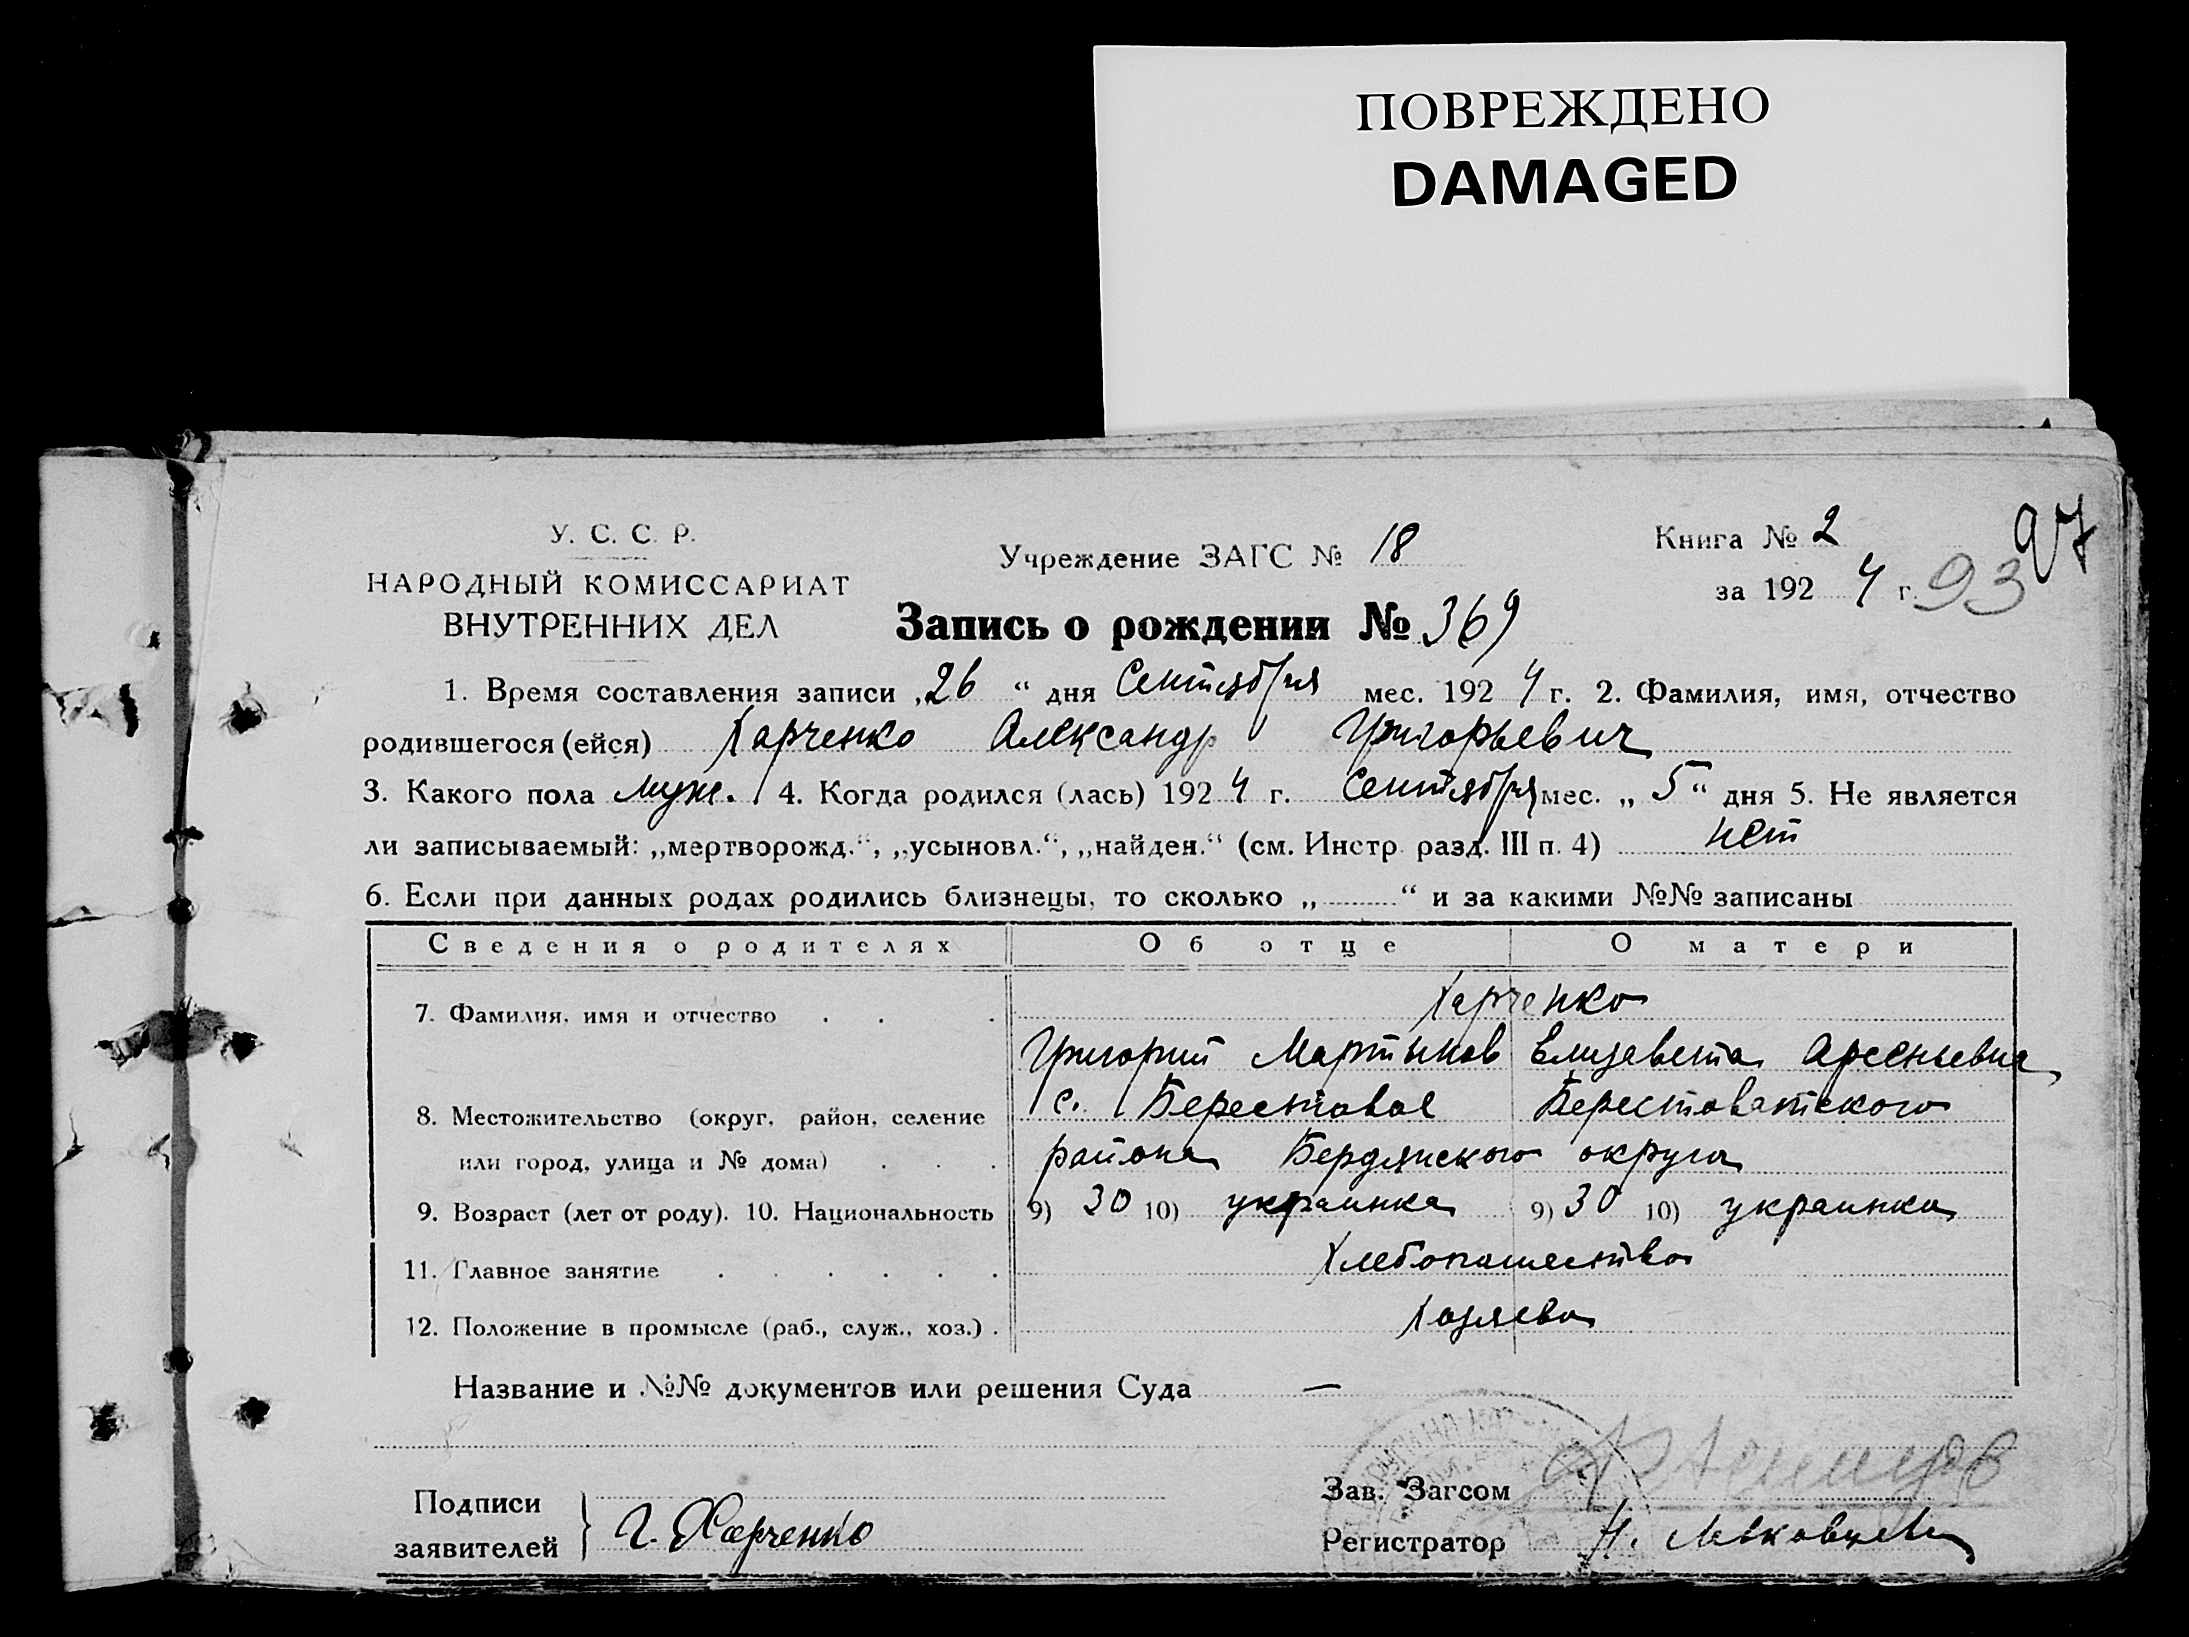 ПОВРЕЖДЕНО
DAMAGED
У. С. С. Р.
НАРОДНЫЙ КОМИССАРИАТ
ВНУТРЕННИХ ДЕЛ
Учреждение ЗАГС № 18
Книга № 2
за 1924 г.
97
93
Запись о рождении № 369
1. Время составления записи „26“ дня Сентября мес. 1924 г. 2. Фамилия, имя, отчество
родившегося (ейся) Харченко Александр Григорьевич
3. Какого пола муж. 4. Когда родился (лась) 1924 г. Сентября мес. „5“ дня 5. Не является
ли записываемый: „мертворожд.“, „усыновл.“, „найден.“ (см. Инстр. разд. III п. 4) нет
6. Если при данных родах родились близнецы, то сколько „ “ и за какими №№ записаны
Сведения о родителях Об отце О матери
7. Фамилия, имя и отчество Харченко
Григорий Мартынов Елизавета Арсеньевна
8. Местожительство (округ, район, селение с. Берестовое Берестоватского
или город, улица и № дома) района Бердянского округа
9. Возраст (лет от роду). 10. Национальность 9) 30 10) украинка 9) 30 10) украинка
11. Главное занятие Хлебопашество
12. Положение в промысле (раб., служ., хоз.) Хозяева
Название и №№ документов или решения Суда —
Подписи
заявителей Г. Харченко
Зав. Загсом
Регистратор Н.